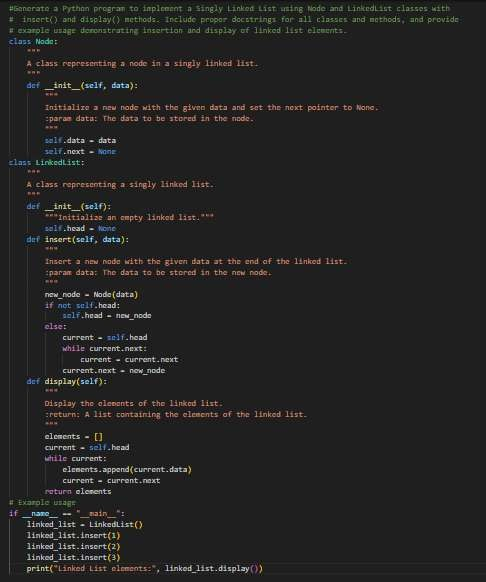 #Generate a Python program to implement a Singly Linked List using Node and LinkedList classes with
#  insert() and display() methods. Include proper docstrings for all classes and methods, and provide
# example usage demonstrating insertion and display of linked list elements.
class Node:
    """
    A class representing a node in a singly linked list.
    """
    def __init__(self, data):
        """
        Initialize a new node with the given data and set the next pointer to None.
        :param data: The data to be stored in the node.
        """
        self.data = data
        self.next = None
class LinkedList:
    """
    A class representing a singly linked list.
    """
    def __init__(self):
        """Initialize an empty linked list."""
        self.head = None
    def insert(self, data):
        """
        Insert a new node with the given data at the end of the linked list.
        :param data: The data to be stored in the new node.
        """
        new_node = Node(data)
        if not self.head:
            self.head = new_node
        else:
            current = self.head
            while current.next:
                current = current.next
            current.next = new_node
    def display(self):
        """
        Display the elements of the linked list.
        :return: A list containing the elements of the linked list.
        """
        elements = []
        current = self.head
        while current:
            elements.append(current.data)
            current = current.next
        return elements
# Example usage
if __name__ == "__main__":
    linked_list = LinkedList()
    linked_list.insert(1)
    linked_list.insert(2)
    linked_list.insert(3)
    print("Linked List elements:", linked_list.display())